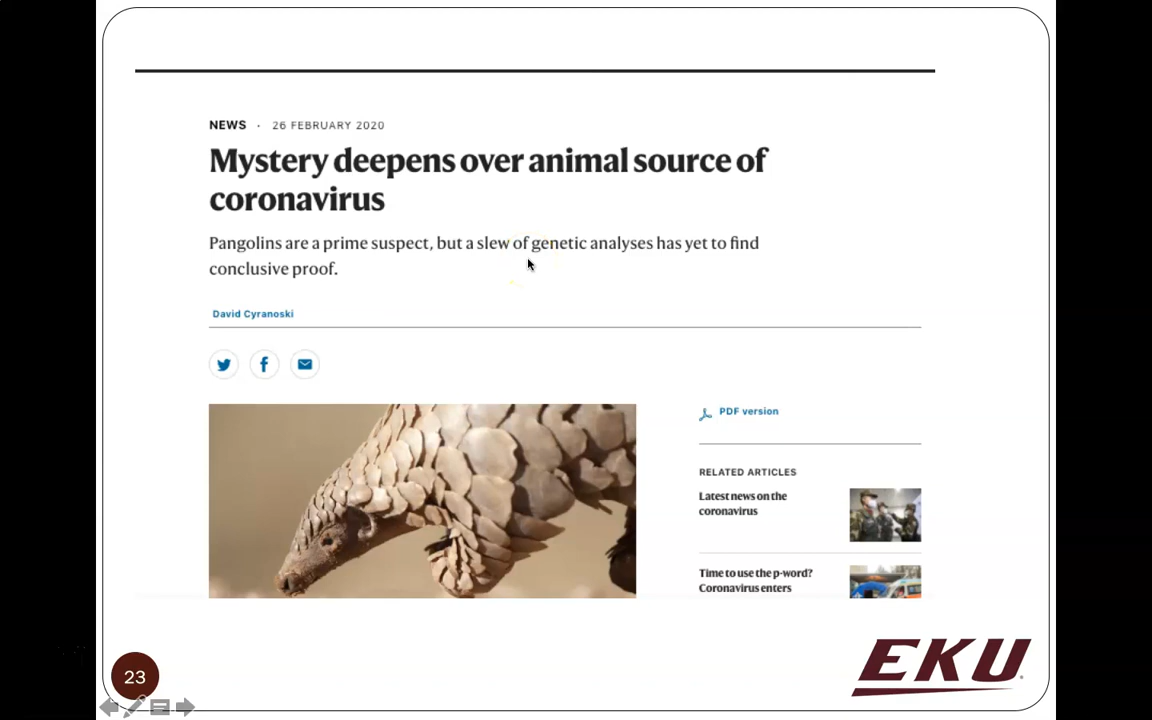 NEWS · 26 FEBRUARY 2020
Mystery deepens over animal source of
coronavirus
Pangolins are a prime suspect, but a slew of genetic analyses has yet to find
conclusive proof.
David Cyranoski
PDF version
RELATED ARTICLES
Latest news on the
coronavirus
Time to use the p-word?
Coronavirus enters
23
EKU